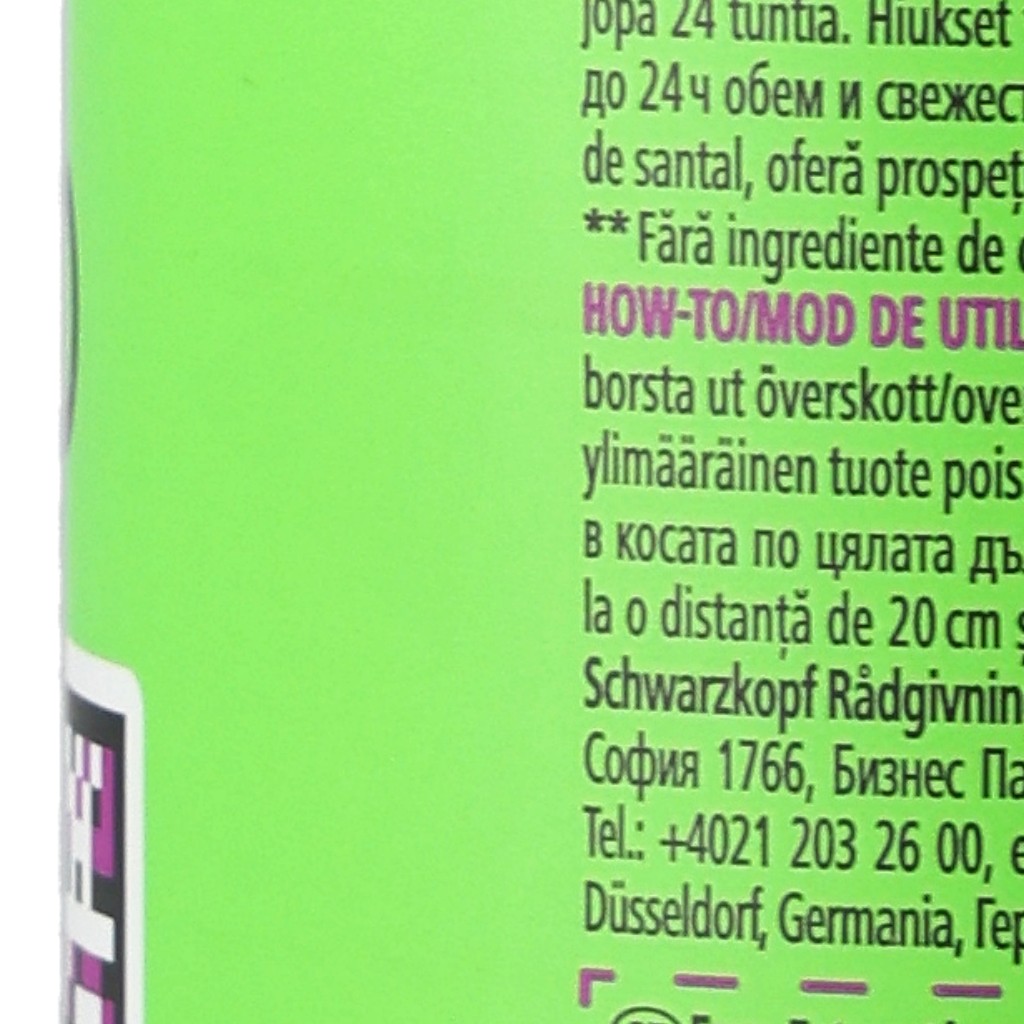 jopa 24 tuntia. Hiukset
до 24 ч обем и свежест
de santal, oferă prospeț
** Fără ingrediente de
HOW-TO/MOD DE UTIL
borsta ut överskott/ove
ylimääräinen tuote pois
в косата по цялата дъ
la o distanță de 20 cm ș
Schwarzkopf Rådgivnin
София 1766, Бизнес Па
Tel.: +4021 203 26 00, e
Düsseldorf, Germania, Гер